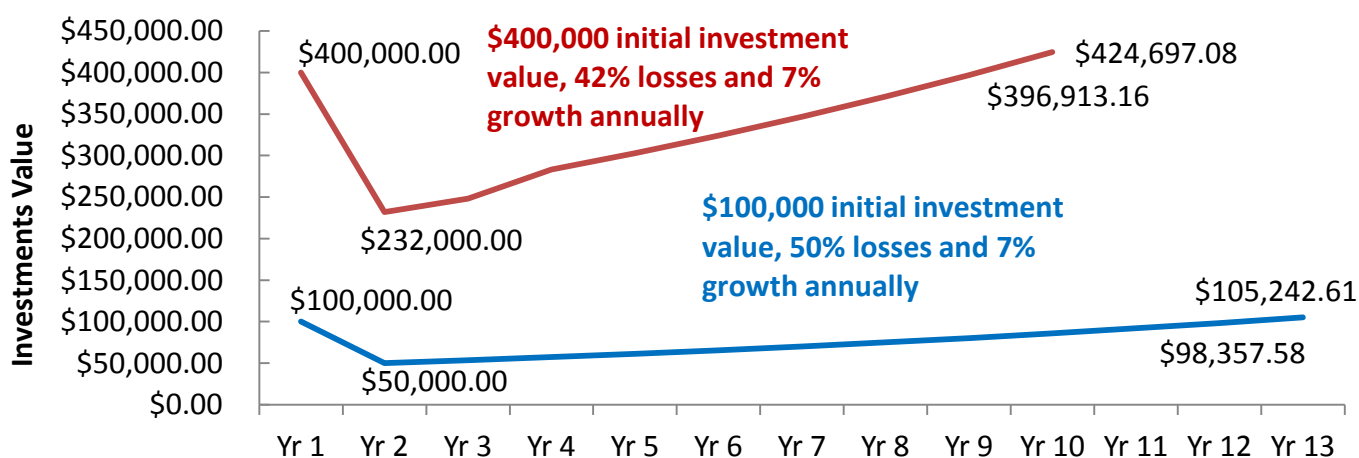 $450,000.00
$400,000.00
$350,000.00
$300,000.00
$250,000.00
$200,000.00
$150,000.00
$100,000.00
$50,000.00
$0.00
Investments Value
$400,000.00
$400,000 initial investment
value, 42% losses and 7%
growth annually
$424,697.08
$396,913.16
$232,000.00
$100,000 initial investment
value, 50% losses and 7%
growth annually
$100,000.00
$50,000.00
$105,242.61
$98,357.58
Yr 1 Yr 2 Yr 3 Yr 4 Yr 5 Yr 6 Yr 7 Yr 8 Yr 9 Yr 10 Yr 11 Yr 12 Yr 13